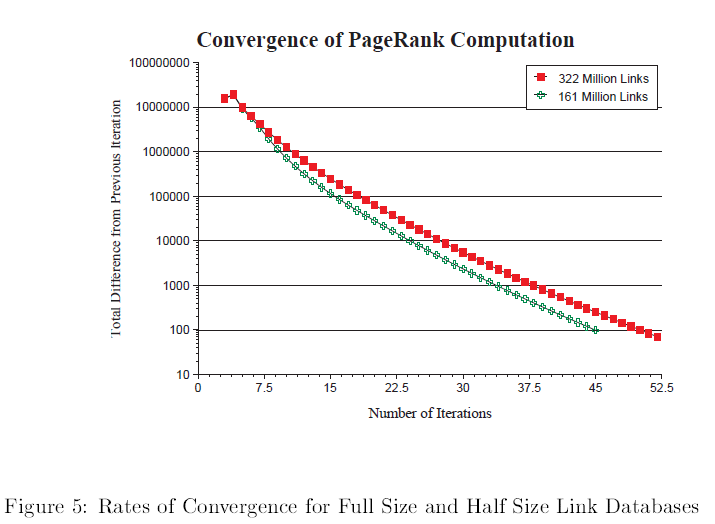 Convergence of PageRank Computation
100000000
10000000
1000000
100000
10000
1000
100
10
Total Difference from Previous Iteration
322 Million Links
161 Million Links
0 7.5 15 22.5 30 37.5 45 52.5
Number of Iterations
Figure 5: Rates of Convergence for Full Size and Half Size Link Databases